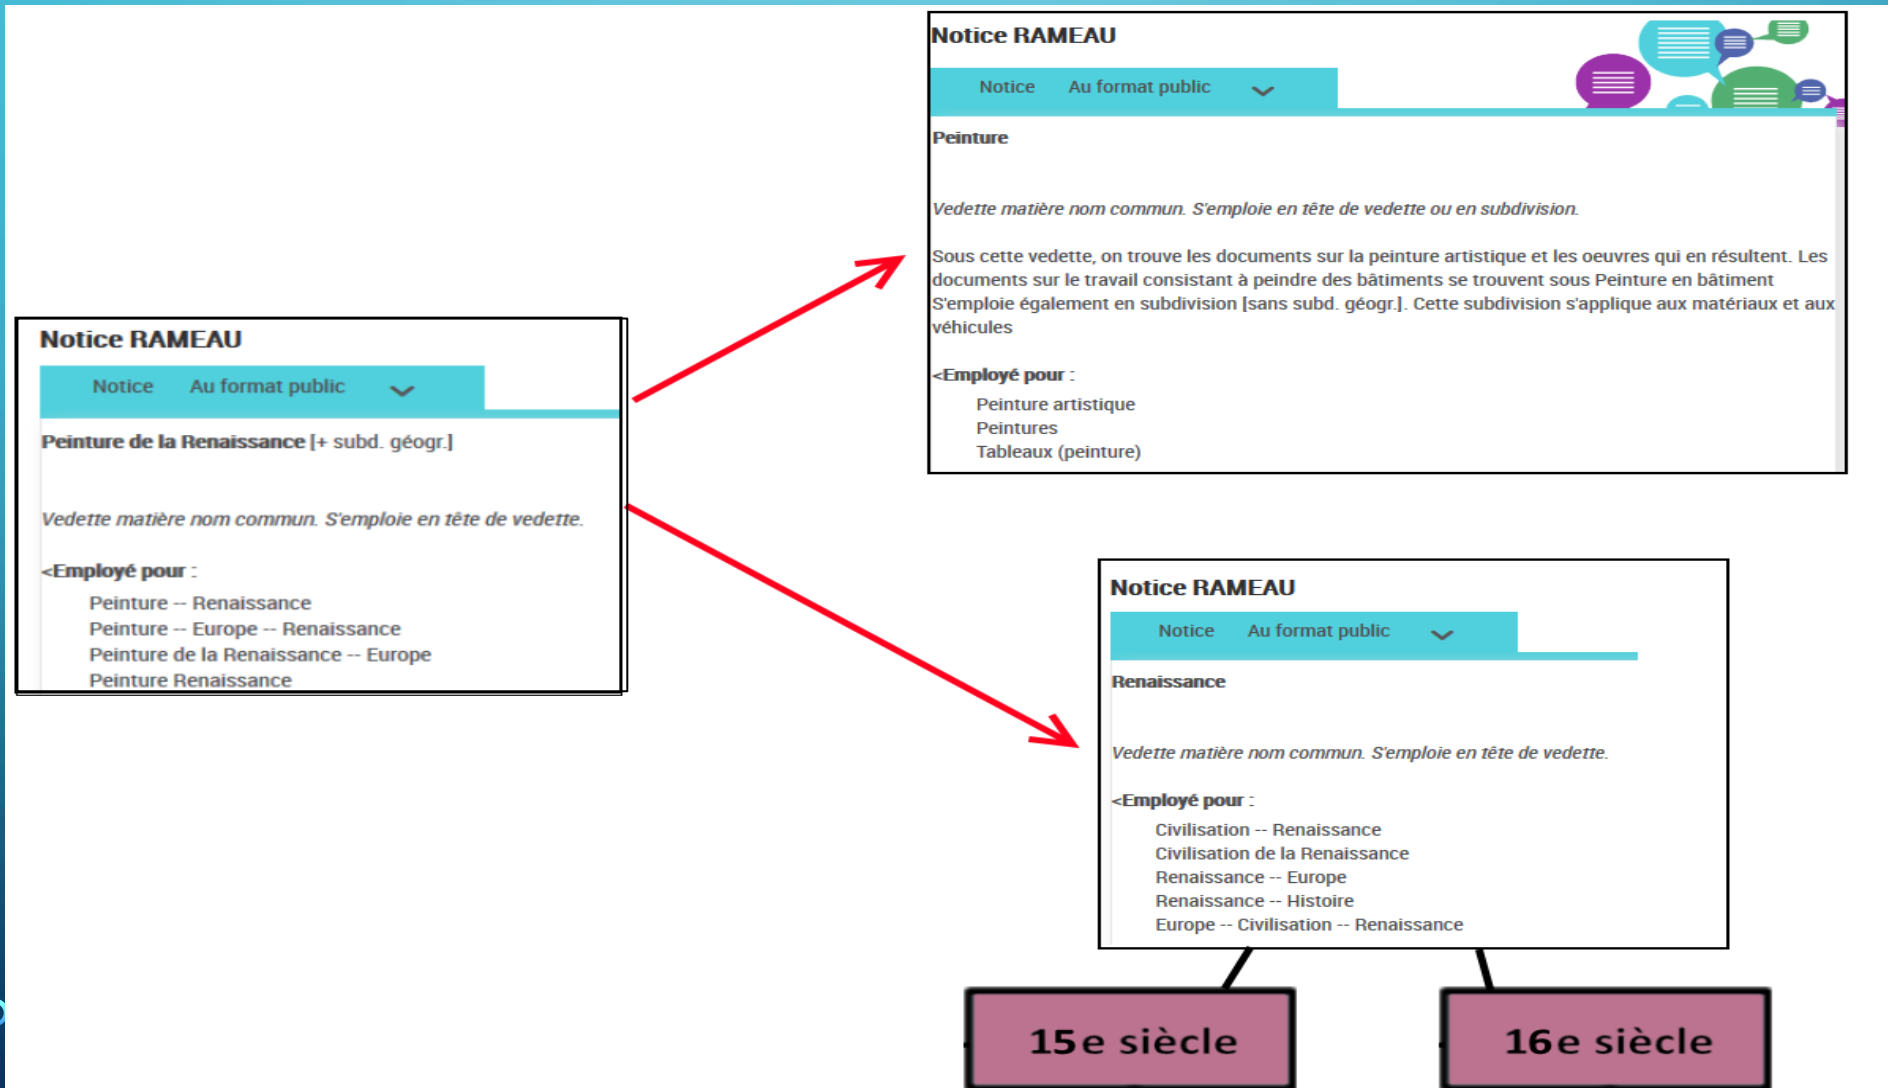 Notice RAMEAU
Notice Au format public
Peinture de la Renaissance [+ subd. géogr.]
Vedette matière nom commun. S'emploie en tête de vedette.
<Employé pour :
Peinture -- Renaissance
Peinture -- Europe -- Renaissance
Peinture de la Renaissance -- Europe
Peinture Renaissance
Notice RAMEAU
Notice Au format public
Peinture
Vedette matière nom commun. S'emploie en tête de vedette ou en subdivision.
Sous cette vedette, on trouve les documents sur la peinture artistique et les oeuvres qui en résultent. Les
documents sur le travail consistant à peindre des bâtiments se trouvent sous Peinture en bâtiment
S'emploie également en subdivision [sans subd. géogr.]. Cette subdivision s'applique aux matériaux et aux
véhicules
<Employé pour :
Peinture artistique
Peintures
Tableaux (peinture)
Notice RAMEAU
Notice Au format public
Renaissance
Vedette matière nom commun. S'emploie en tête de vedette.
<Employé pour :
Civilisation -- Renaissance
Civilisation de la Renaissance
Renaissance -- Europe
Renaissance -- Histoire
Europe -- Civilisation -- Renaissance
15e siècle
16e siècle